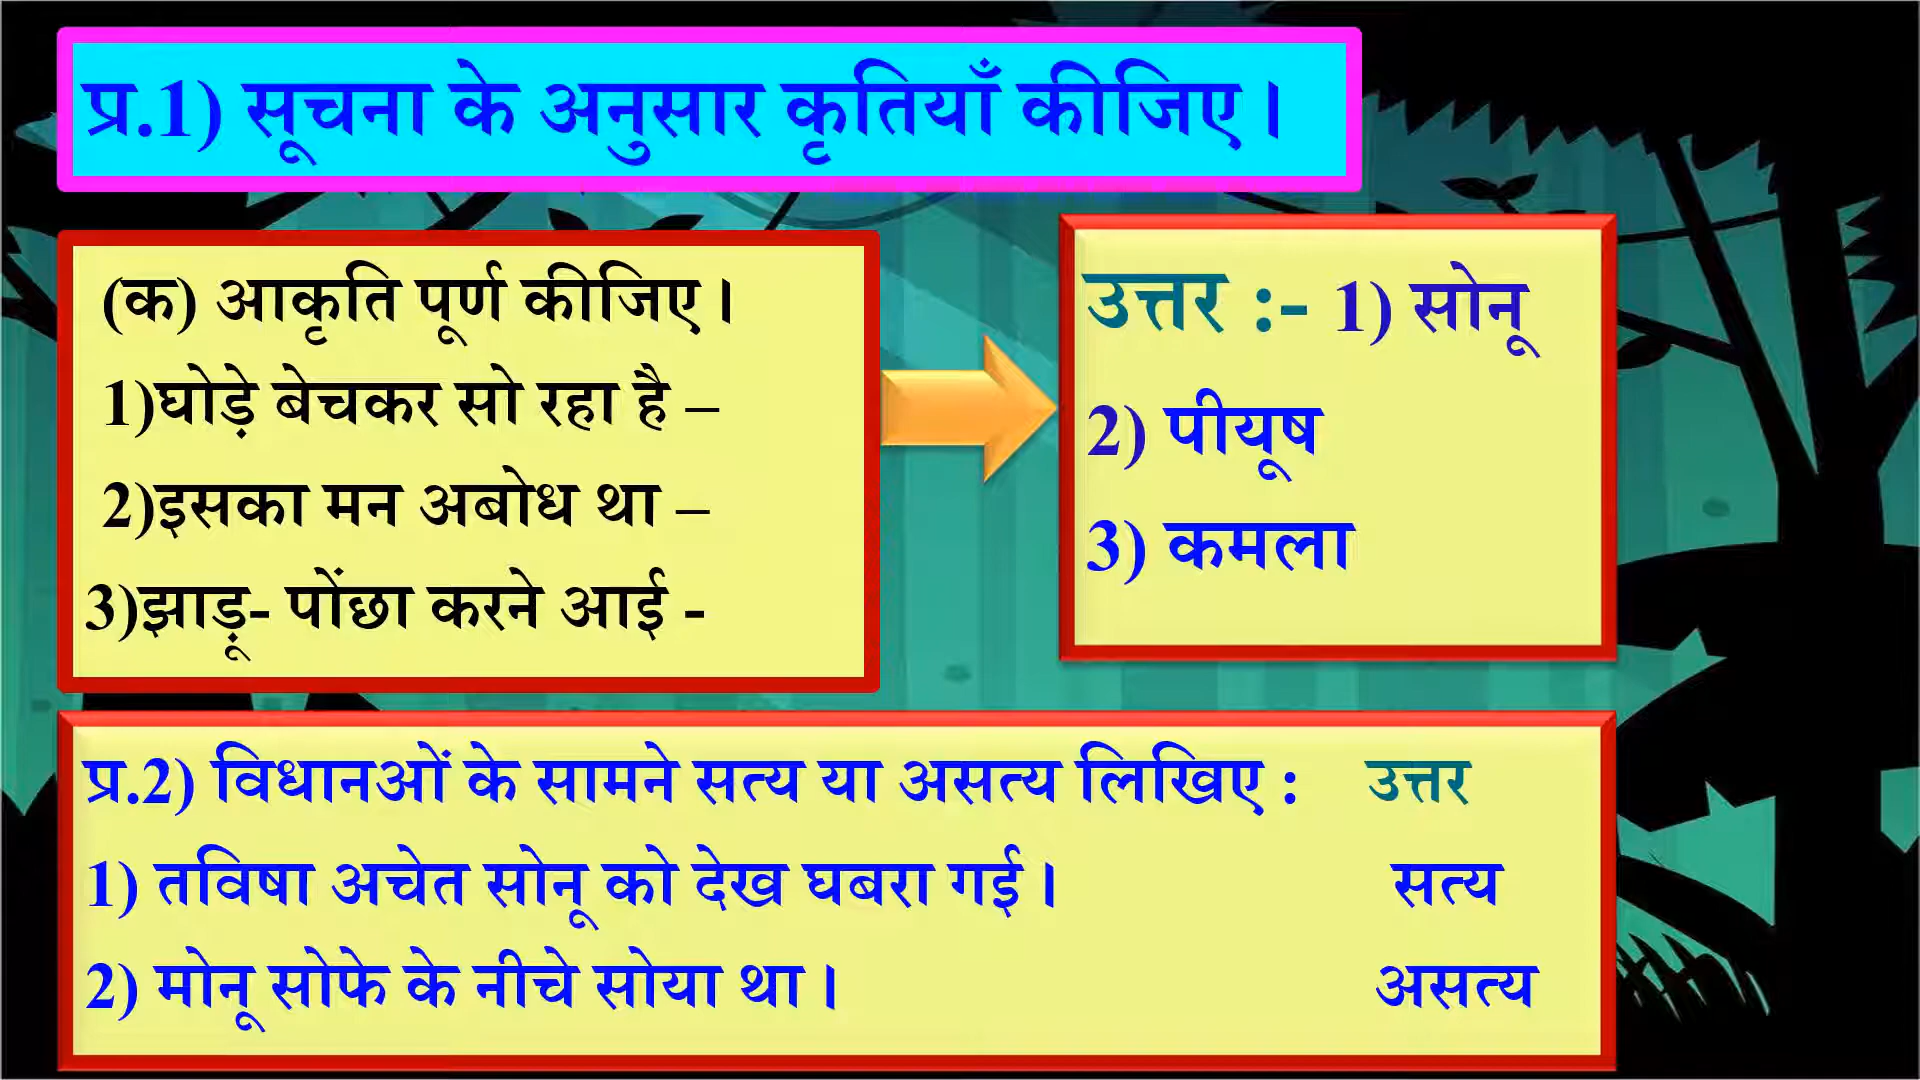 प्र.1) सूचना के अनुसार कृतियाँ कीजिए।
(क) आकृति पूर्ण कीजिए।
1)घोड़े बेचकर सो रहा है –
2)इसका मन अबोध था –
3)झाड़ू- पोंछा करने आई -
उत्तर :- 1) सोनू
2) पीयूष
3) कमला
प्र.2) विधानओं के सामने सत्य या असत्य लिखिए : उत्तर
1) तविषा अचेत सोनू को देख घबरा गई। सत्य
2) मोनू सोफे के नीचे सोया था। असत्य